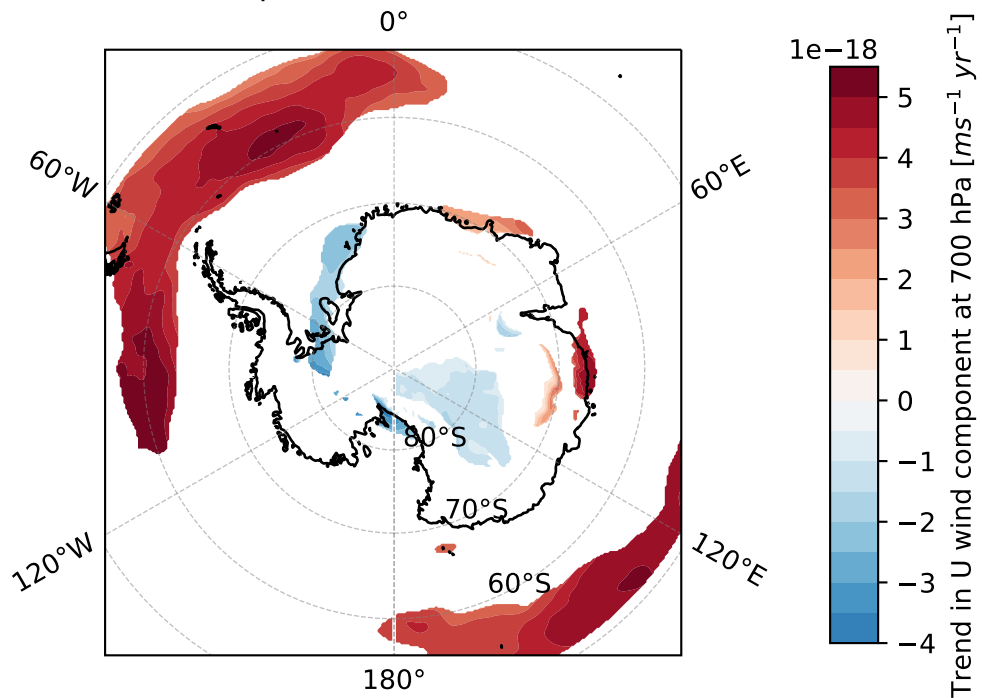 0°
1e−18
60°W
60°E
5
4
3
2
1
0
−1
−2
−3
−4
80°S
70°S
60°S
120°W
120°E
180°
Trend in U wind component at 700 hPa [ms⁻¹ yr⁻¹]